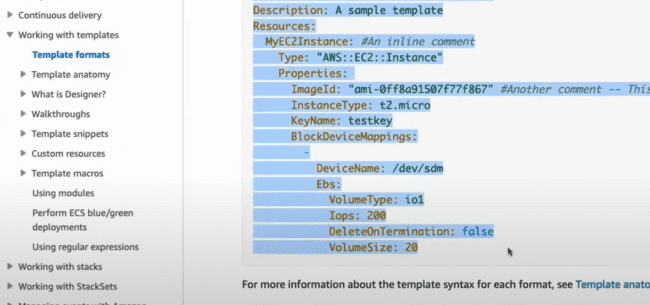 Continuous delivery
Working with templates
Template formats
Template anatomy
What is Designer?
Walkthroughs
Template snippets
Custom resources
Template macros
Using modules
Perform ECS blue/green
deployments
Using regular expressions
Working with stacks
Working with StackSets
Description: A sample template
Resources:
MyEC2Instance: #An inline comment
Type: "AWS::EC2::Instance"
Properties:
ImageId: "ami-0ff8a91507f77f867" #Another comment -- This
InstanceType: t2.micro
KeyName: testkey
BlockDeviceMappings:
-
DeviceName: /dev/sdm
Ebs:
VolumeType: io1
Iops: 200
DeleteOnTermination: false
VolumeSize: 20
For more information about the template syntax for each format, see Template anato